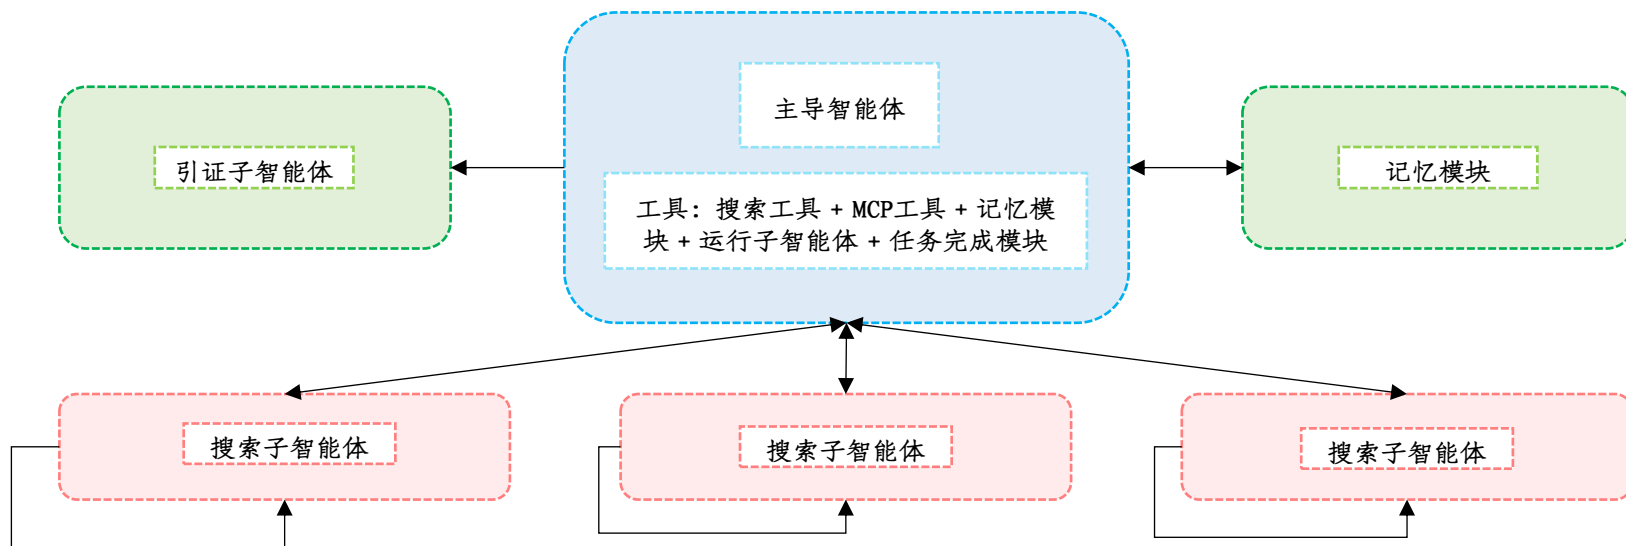 主导智能体
引证子智能体
记忆模块
工具：搜索工具 + MCP工具 + 记忆模
块 + 运行子智能体 + 任务完成模块
搜索子智能体
搜索子智能体
搜索子智能体